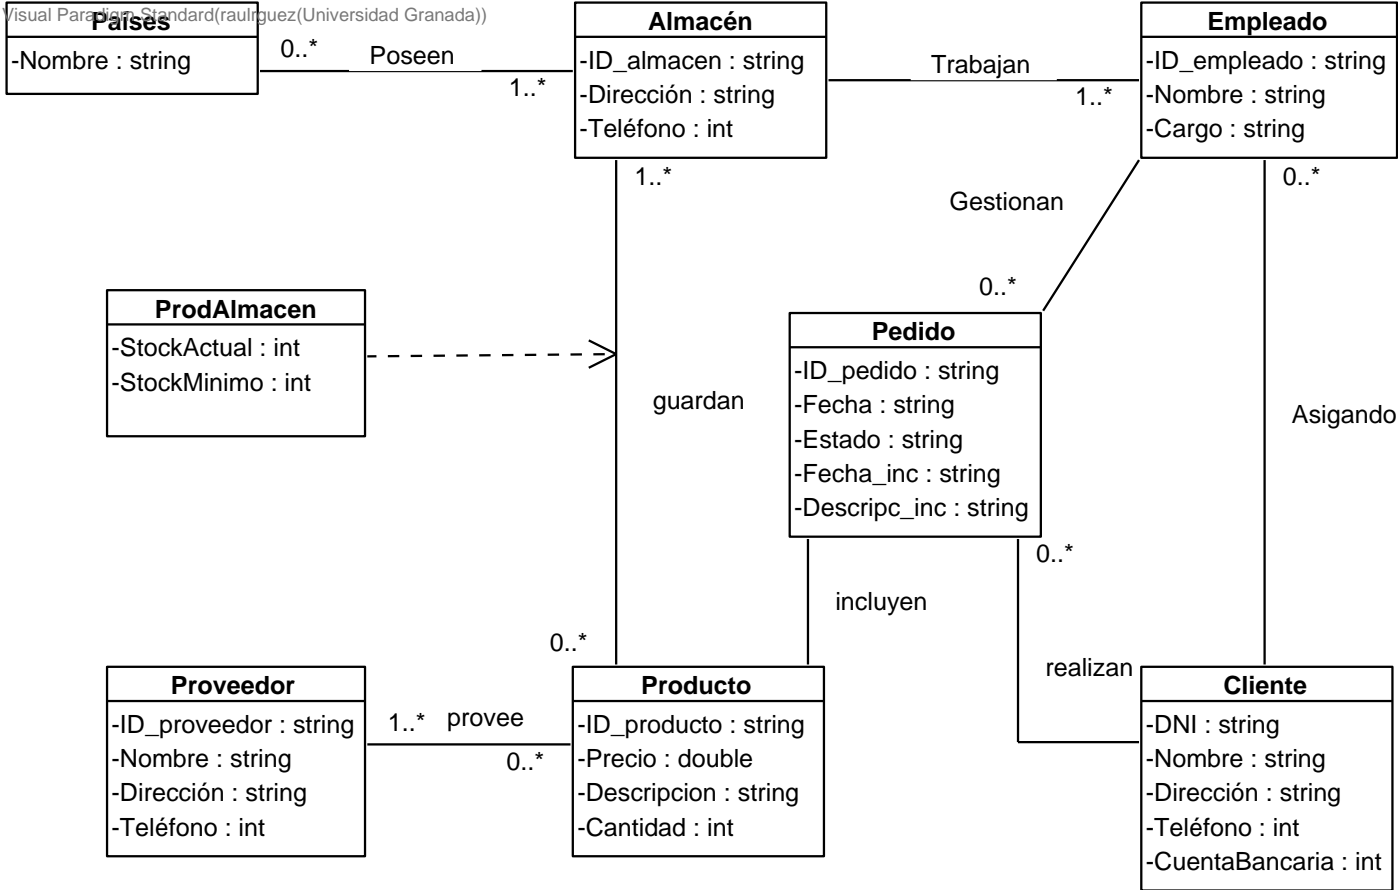 Visual Paradigm Standard(raulrguez(Universidad Granada))
Países
-Nombre : string
0..*
Poseen
1..*
Almacén
-ID_almacen : string
-Dirección : string
-Teléfono : int
Trabajan
1..*
Empleado
-ID_empleado : string
-Nombre : string
-Cargo : string
1..*
0..*
Gestionan
0..*
ProdAlmacen
-StockActual : int
-StockMinimo : int
guardan
Pedido
-ID_pedido : string
-Fecha : string
-Estado : string
-Fecha_inc : string
-Descripc_inc : string
Asigando
0..*
incluyen
0..*
realizan
Proveedor
-ID_proveedor : string
-Nombre : string
-Dirección : string
-Teléfono : int
1..*
provee
0..*
Producto
-ID_producto : string
-Precio : double
-Descripcion : string
-Cantidad : int
Cliente
-DNI : string
-Nombre : string
-Dirección : string
-Teléfono : int
-CuentaBancaria : int